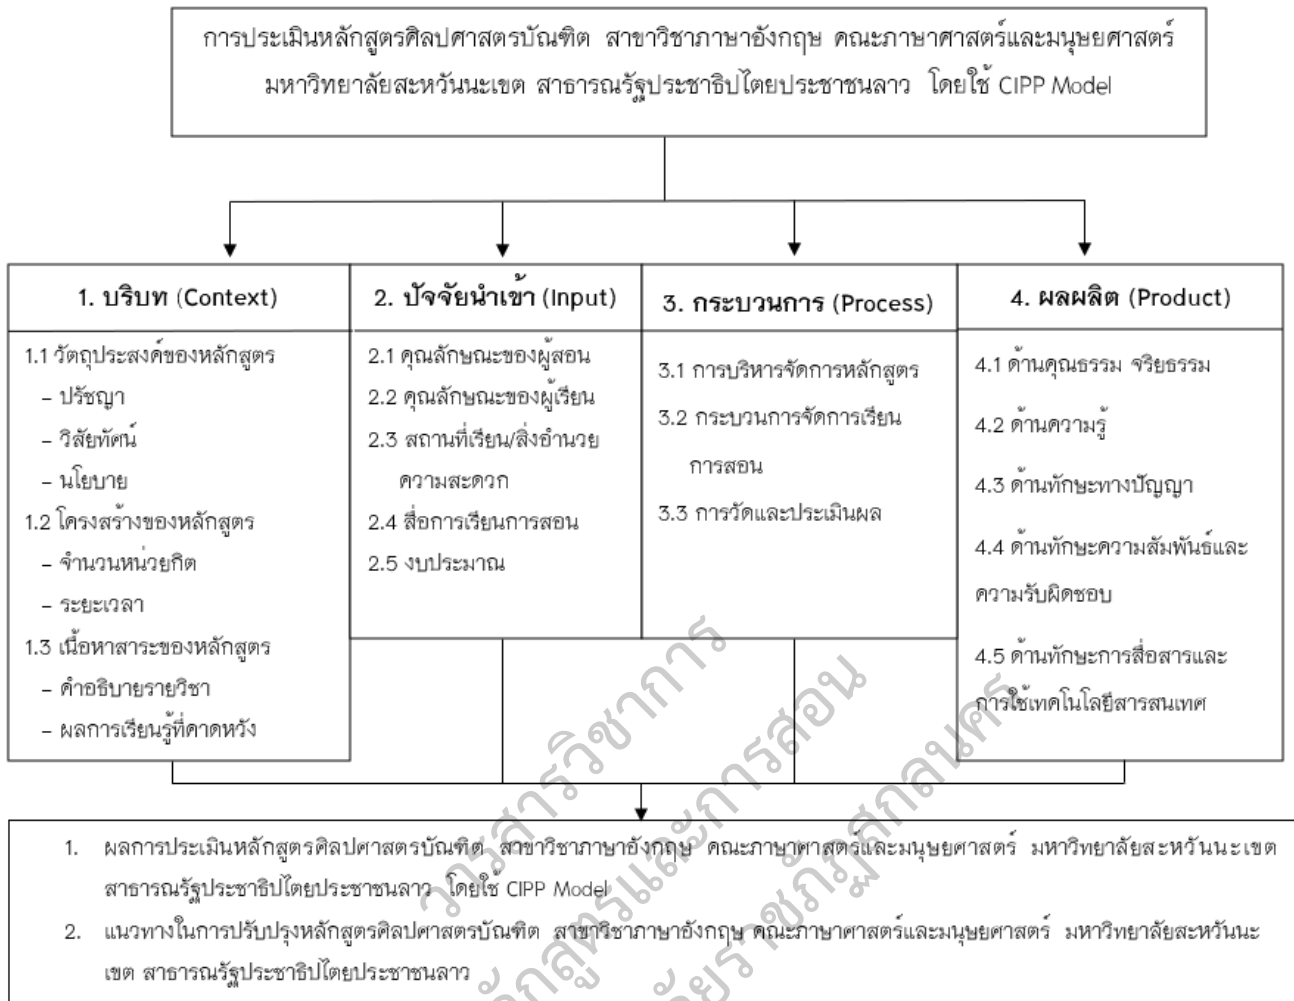 การประเมินหลักสูตรศิลปศาสตรบัณฑิต สาขาวิชาภาษาอังกฤษ คณะภาษาศาสตร์และมนุษยศาสตร์
มหาวิทยาลัยสะหวันนะเขต สาธารณรัฐประชาธิปไตยประชาชนลาว โดยใช้ CIPP Model
1. บริบท (Context)
1.1 วัตถุประสงค์ของหลักสูตร
– ปรัชญา
– วิสัยทัศน์
– นโยบาย
1.2 โครงสร้างของหลักสูตร
– จำนวนหน่วยกิต
– ระยะเวลา
1.3 เนื้อหาสาระของหลักสูตร
– คำอธิบายรายวิชา
– ผลการเรียนรู้ที่คาดหวัง
2. ปัจจัยนำเข้า (Input)
2.1 คุณลักษณะของผู้สอน
2.2 คุณลักษณะของผู้เรียน
2.3 สถานที่เรียน/สิ่งอำนวย
ความสะดวก
2.4 สื่อการเรียนการสอน
2.5 งบประมาณ
3. กระบวนการ (Process)
3.1 การบริหารจัดการหลักสูตร
3.2 กระบวนการจัดการเรียน
การสอน
3.3 การวัดและประเมินผล
4. ผลผลิต (Product)
4.1 ด้านคุณธรรม จริยธรรม
4.2 ด้านความรู้
4.3 ด้านทักษะทางปัญญา
4.4 ด้านทักษะความสัมพันธ์และ
ความรับผิดชอบ
4.5 ด้านทักษะการสื่อสารและ
การใช้เทคโนโลยีสารสนเทศ
1. ผลการประเมินหลักสูตรศิลปศาสตรบัณฑิต สาขาวิชาภาษาอังกฤษ คณะภาษาศาสตร์และมนุษยศาสตร์ มหาวิทยาลัยสะหวันนะเขต
สาธารณรัฐประชาธิปไตยประชาชนลาว โดยใช้ CIPP Model
2. แนวทางในการปรับปรุงหลักสูตรศิลปศาสตรบัณฑิต สาขาวิชาภาษาอังกฤษ คณะภาษาศาสตร์และมนุษยศาสตร์ มหาวิทยาลัยสะหวันนะ
เขต สาธารณรัฐประชาธิปไตยประชาชนลาว
วารสารวิชาการ
หลักสูตรและการสอน
ราชภัฏสกลนคร